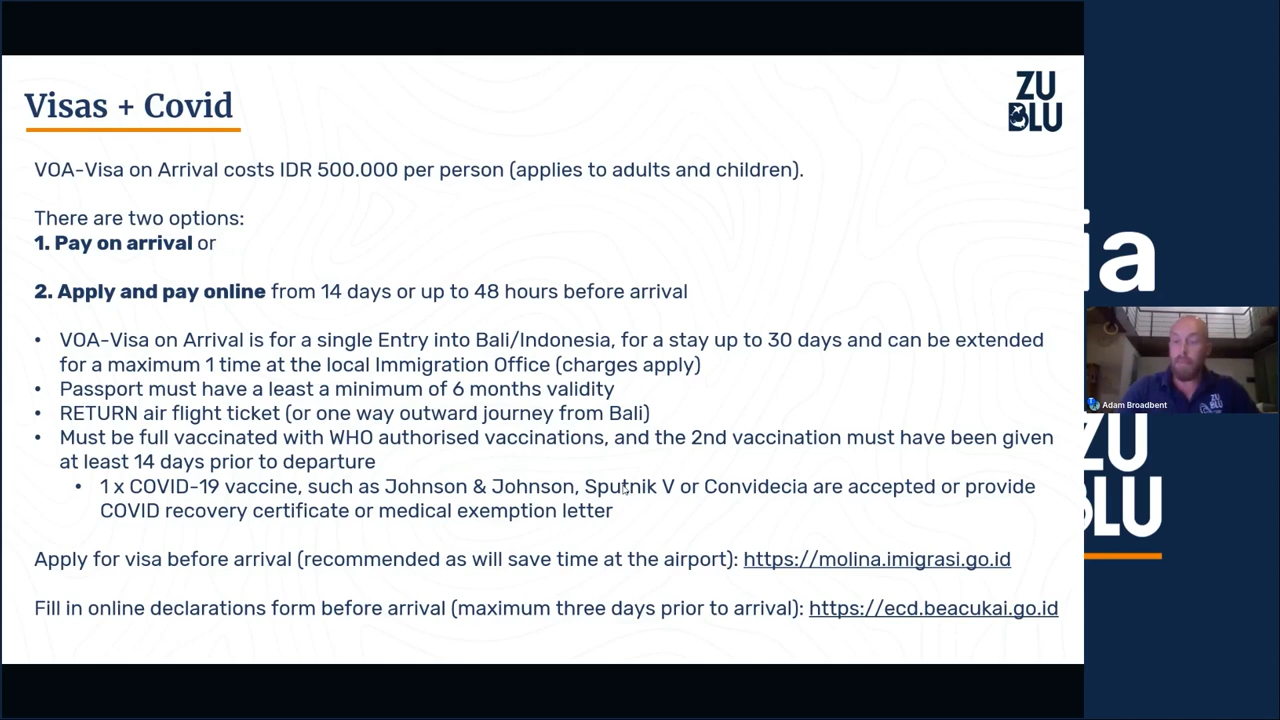 Visas + Covid
ZU
BLU
VOA-Visa on Arrival costs IDR 500.000 per person (applies to adults and children).
There are two options:
1. Pay on arrival or
2. Apply and pay online from 14 days or up to 48 hours before arrival
• VOA-Visa on Arrival is for a single Entry into Bali/Indonesia, for a stay up to 30 days and can be extended
for a maximum 1 time at the local Immigration Office (charges apply)
• Passport must have a least a minimum of 6 months validity
• RETURN air flight ticket (or one way outward journey from Bali)
• Must be full vaccinated with WHO authorised vaccinations, and the 2nd vaccination must have been given
at least 14 days prior to departure
• 1 x COVID-19 vaccine, such as Johnson & Johnson, Sputnik V or Convidecia are accepted or provide
COVID recovery certificate or medical exemption letter
Apply for visa before arrival (recommended as will save time at the airport): https://molina.imigrasi.go.id
Fill in online declarations form before arrival (maximum three days prior to arrival): https://ecd.beacukai.go.id
ia
Adam Broadbent
ZU
BLU